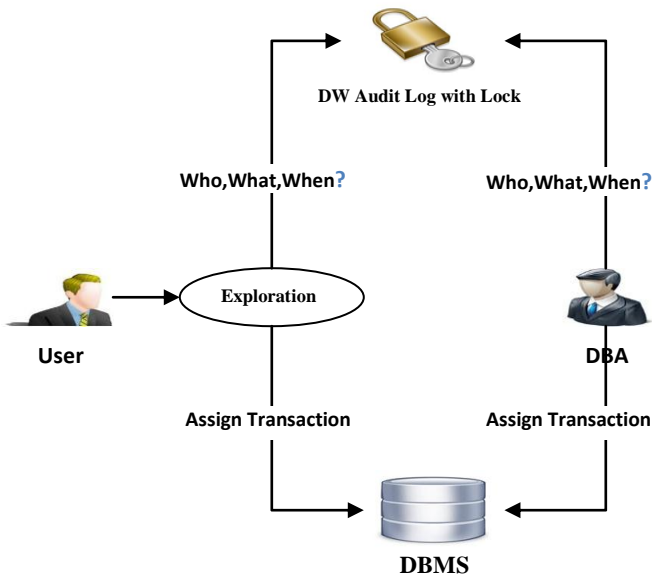 DW Audit Log with Lock
Who,What,When?
Who,What,When?
Exploration
User
DBA
Assign Transaction
Assign Transaction
DBMS